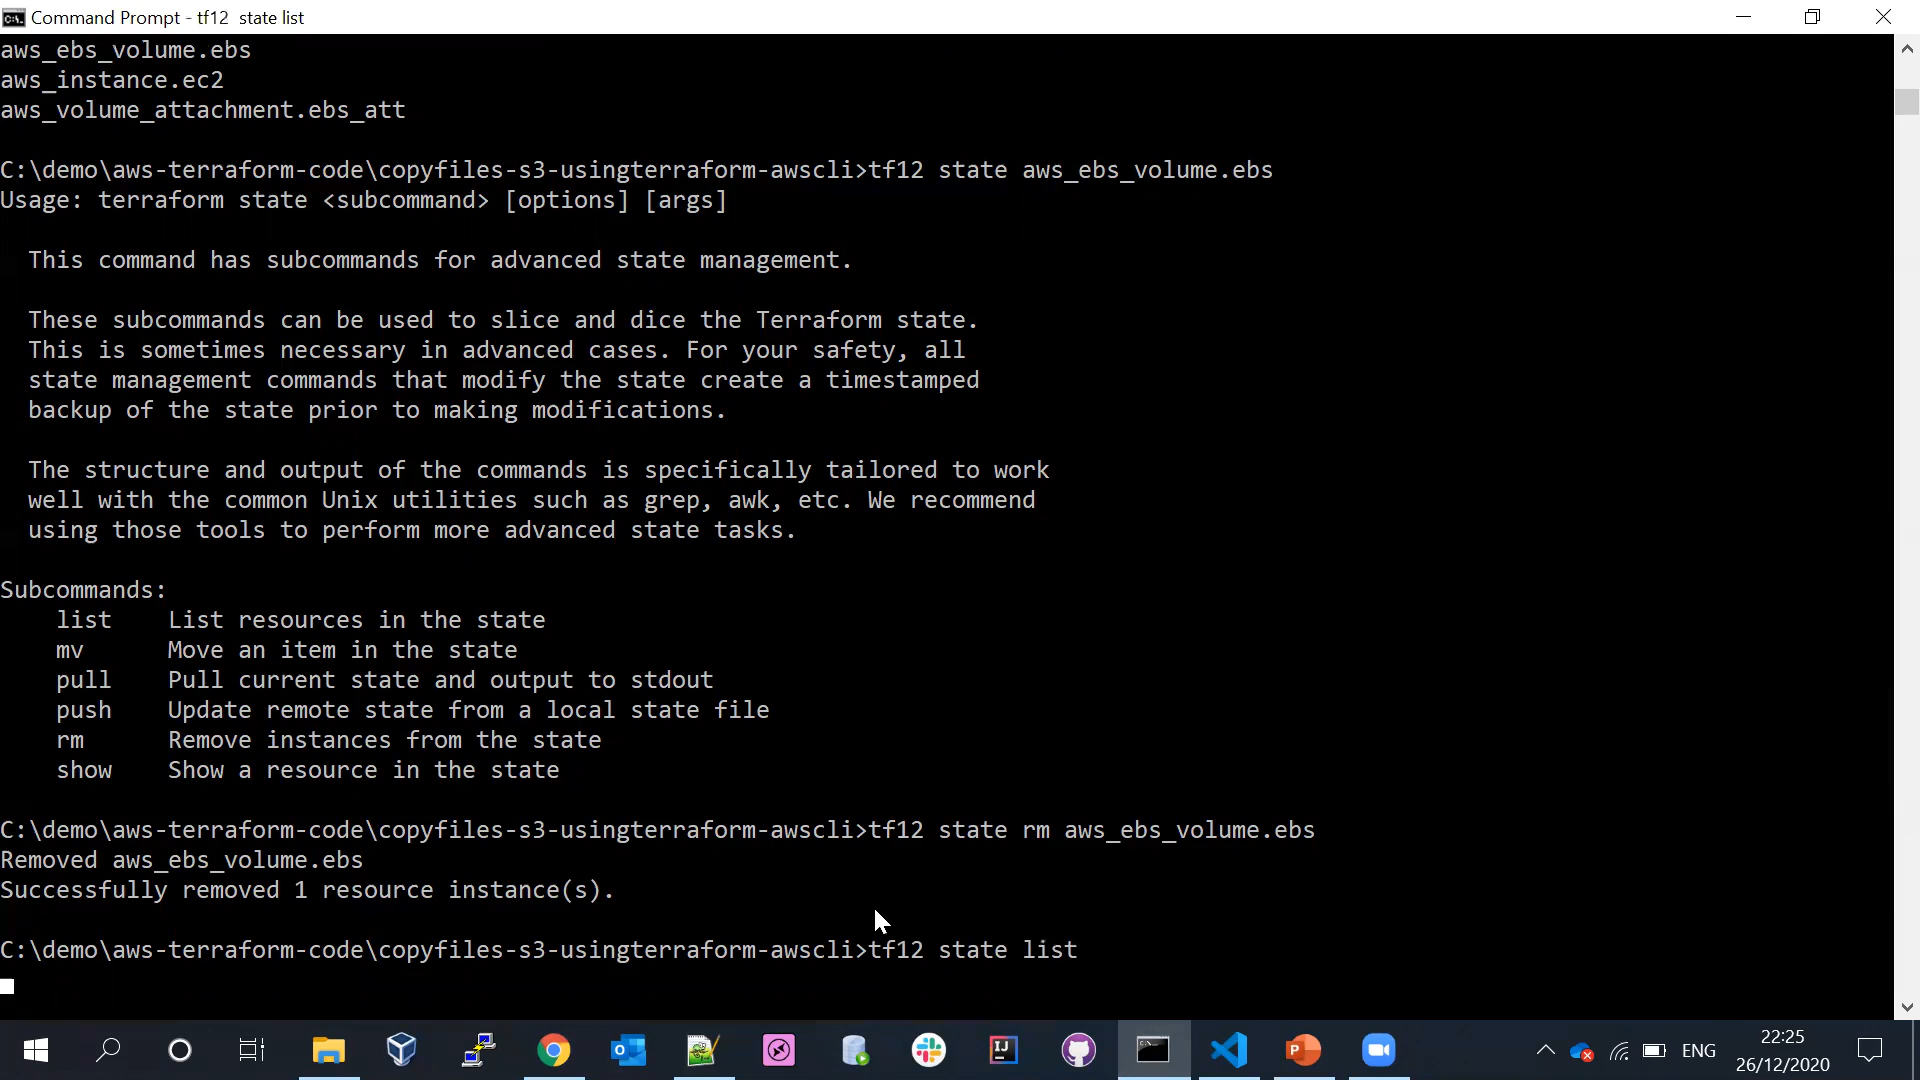 Command Prompt - tf12  state list
aws_ebs_volume.ebs
aws_instance.ec2
aws_volume_attachment.ebs_att
C:\demo\aws-terraform-code\copyfiles-s3-usingterraform-awscli>tf12 state aws_ebs_volume.ebs
Usage: terraform state <subcommand> [options] [args]
This command has subcommands for advanced state management.
These subcommands can be used to slice and dice the Terraform state.
This is sometimes necessary in advanced cases. For your safety, all
state management commands that modify the state create a timestamped
backup of the state prior to making modifications.
The structure and output of the commands is specifically tailored to work
well with the common Unix utilities such as grep, awk, etc. We recommend
using those tools to perform more advanced state tasks.
Subcommands:
list    List resources in the state
mv      Move an item in the state
pull    Pull current state and output to stdout
push    Update remote state from a local state file
rm      Remove instances from the state
show    Show a resource in the state
C:\demo\aws-terraform-code\copyfiles-s3-usingterraform-awscli>tf12 state rm aws_ebs_volume.ebs
Removed aws_ebs_volume.ebs
Successfully removed 1 resource instance(s).
C:\demo\aws-terraform-code\copyfiles-s3-usingterraform-awscli>tf12 state list
ENG
22:25
26/12/2020